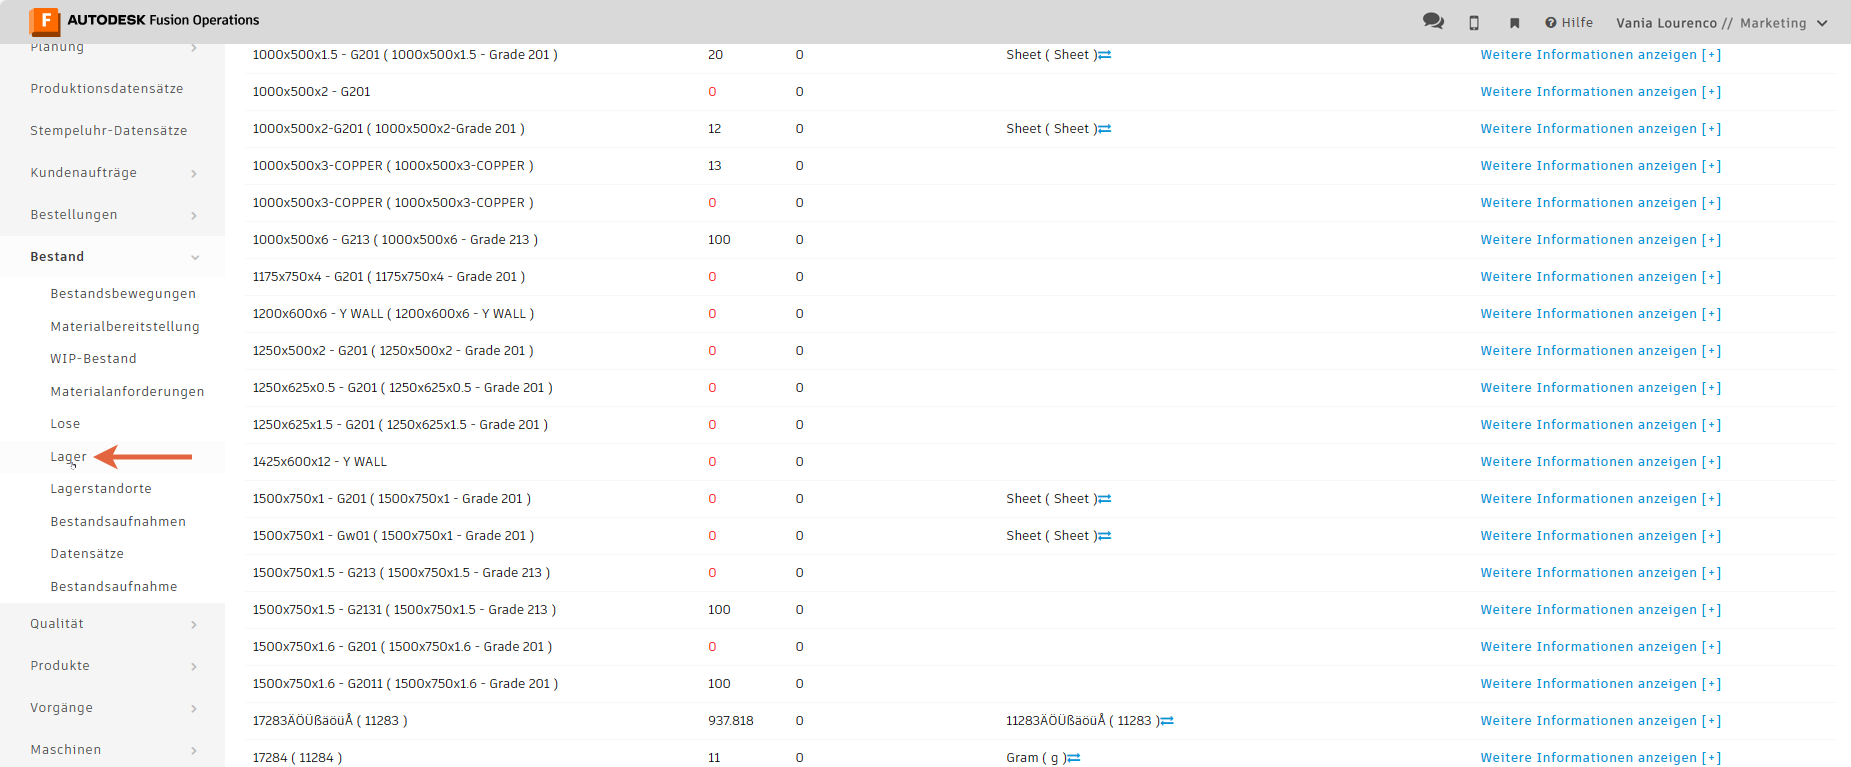 F AUTODESK Fusion Operations
Hilfe Vania Lourenco // Marketing
Planung
Produktionsdatensätze
Stempeluhr-Datensätze
Kundenaufträge
Bestellungen
Bestand
Bestandsbewegungen
Materialbereitstellung
WIP-Bestand
Materialanforderungen
Lose
Lager
Lagerstandorte
Bestandsaufnahmen
Datensätze
Bestandsaufnahme
Qualität
Produkte
Vorgänge
Maschinen
1000x500x1.5 - G201 ( 1000x500x1.5 - Grade 201 ) 20 0 Sheet ( Sheet ) Weitere Informationen anzeigen [+]
1000x500x2 - G201 0 0 Weitere Informationen anzeigen [+]
1000x500x2-G201 ( 1000x500x2-Grade 201 ) 12 0 Sheet ( Sheet ) Weitere Informationen anzeigen [+]
1000x500x3-COPPER ( 1000x500x3-COPPER ) 13 0 Weitere Informationen anzeigen [+]
1000x500x3-COPPER ( 1000x500x3-COPPER ) 0 0 Weitere Informationen anzeigen [+]
1000x500x6 - G213 ( 1000x500x6 - Grade 213 ) 100 0 Weitere Informationen anzeigen [+]
1175x750x4 - G201 ( 1175x750x4 - Grade 201 ) 0 0 Weitere Informationen anzeigen [+]
1200x600x6 - Y WALL ( 1200x600x6 - Y WALL ) 0 0 Weitere Informationen anzeigen [+]
1250x500x2 - G201 ( 1250x500x2 - Grade 201 ) 0 0 Weitere Informationen anzeigen [+]
1250x625x0.5 - G201 ( 1250x625x0.5 - Grade 201 ) 0 0 Weitere Informationen anzeigen [+]
1250x625x1.5 - G201 ( 1250x625x1.5 - Grade 201 ) 0 0 Weitere Informationen anzeigen [+]
1425x600x12 - Y WALL 0 0 Weitere Informationen anzeigen [+]
1500x750x1 - G201 ( 1500x750x1 - Grade 201 ) 0 0 Sheet ( Sheet ) Weitere Informationen anzeigen [+]
1500x750x1 - Gw01 ( 1500x750x1 - Grade 201 ) 0 0 Sheet ( Sheet ) Weitere Informationen anzeigen [+]
1500x750x1.5 - G213 ( 1500x750x1.5 - Grade 213 ) 0 0 Weitere Informationen anzeigen [+]
1500x750x1.5 - G2131 ( 1500x750x1.5 - Grade 213 ) 100 0 Weitere Informationen anzeigen [+]
1500x750x1.6 - G201 ( 1500x750x1.6 - Grade 201 ) 0 0 Weitere Informationen anzeigen [+]
1500x750x1.6 - G2011 ( 1500x750x1.6 - Grade 201 ) 100 0 Weitere Informationen anzeigen [+]
17283ÄÖÜßäöüÅ ( 11283 ) 937.818 0 11283ÄÖÜßäöüÅ ( 11283 ) Weitere Informationen anzeigen [+]
17284 ( 11284 ) 11 0 Gram ( g ) Weitere Informationen anzeigen [+]